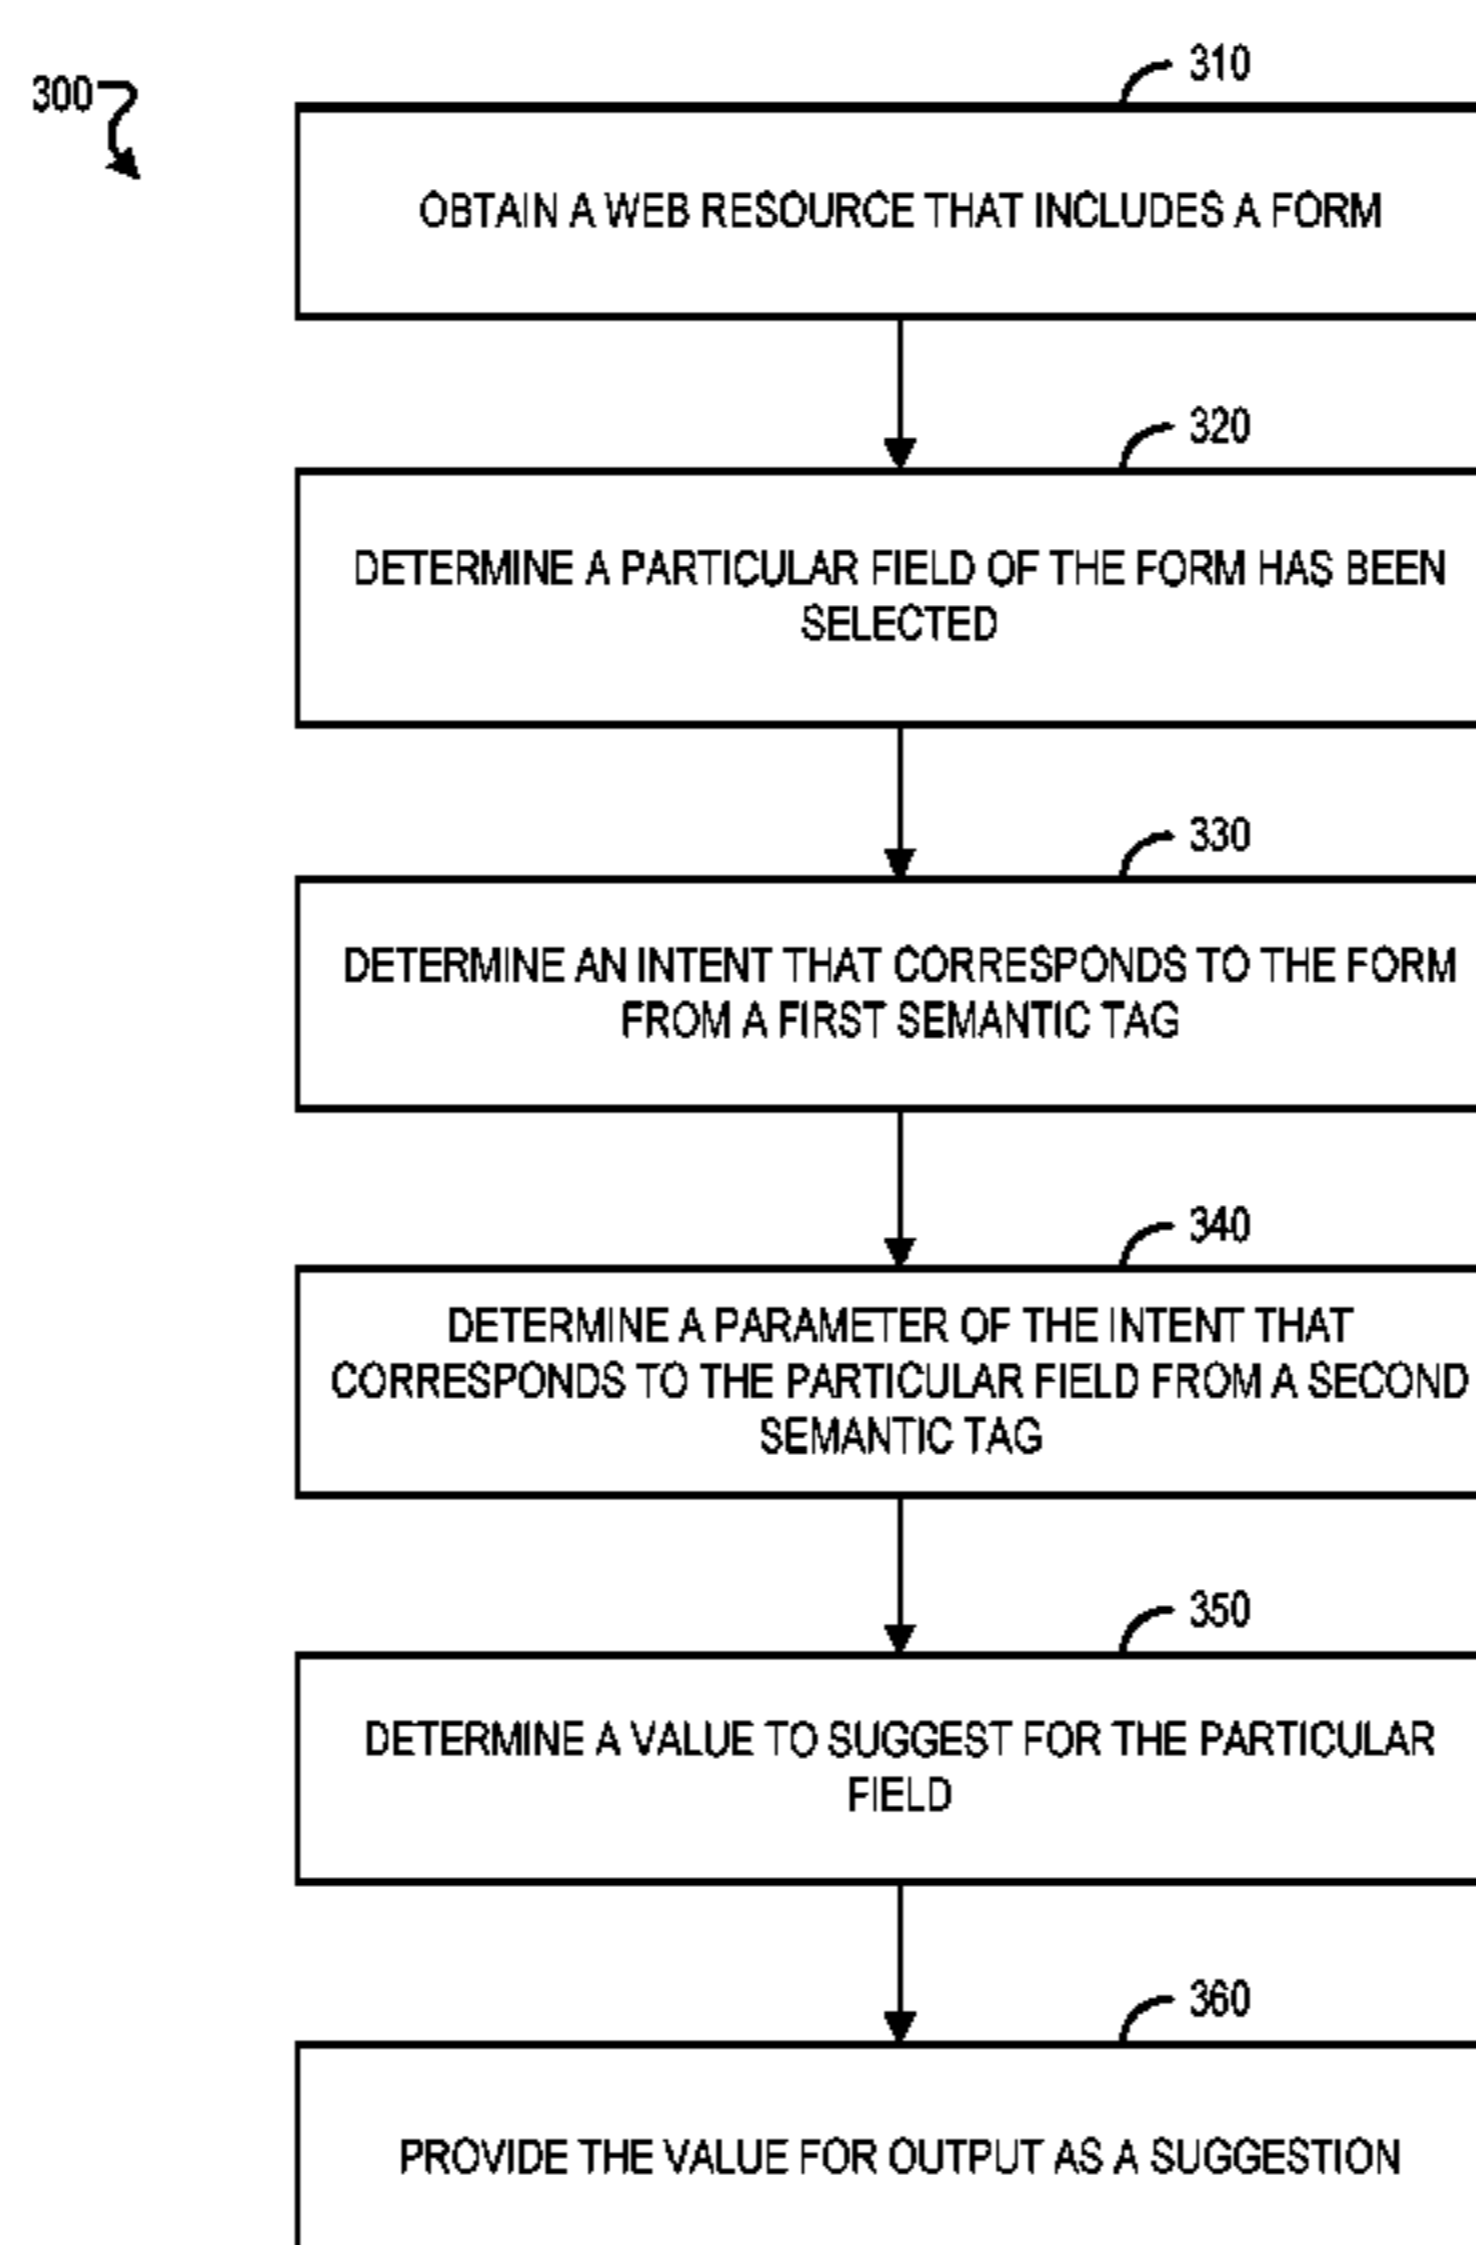 300
310
OBTAIN A WEB RESOURCE THAT INCLUDES A FORM
320
DETERMINE A PARTICULAR FIELD OF THE FORM HAS BEEN
SELECTED
330
DETERMINE AN INTENT THAT CORRESPONDS TO THE FORM
FROM A FIRST SEMANTIC TAG
340
DETERMINE A PARAMETER OF THE INTENT THAT
CORRESPONDS TO THE PARTICULAR FIELD FROM A SECOND
SEMANTIC TAG
350
DETERMINE A VALUE TO SUGGEST FOR THE PARTICULAR
FIELD
360
PROVIDE THE VALUE FOR OUTPUT AS A SUGGESTION